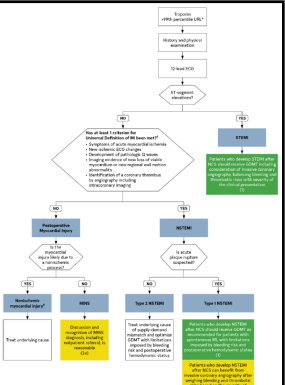 Troponin
>99th percentile URL*
History and physical
examination
12-lead ECG
ST-segment
elevations?
NO
YES
Has at least 1 criterion for
Universal Definition of MI been met?†
• Symptoms of acute myocardial ischemia
• New ischemic ECG changes
• Development of pathologic Q waves
• Imaging evidence of new loss of viable
myocardium or new regional wall motion
abnormality
• Identification of a coronary thrombus
by angiography including
intracoronary imaging
STEMI
Patients who develop STEMI
after NCS should receive GDMT including
consideration of invasive coronary
angiography, balancing bleeding and
thrombotic risks with severity of
the clinical presentation
(1)
NO
YES
Postoperative
Myocardial Injury
NSTEMI
Is the
myocardial
injury likely due to
a nonischemic
process?
Is acute
plaque rupture
suspected?
YES
NO
NO
YES
Nonischemic
myocardial injury
MINS
Type 2 NSTEMI
Type 1 NSTEMI
Treat underlying cause
Discussion and
recognition of MINS
diagnosis, including
outpatient referral, is
reasonable
(2a)
Treat underlying cause
of supply-demand
mismatch and optimize
GDMT with limitations
imposed by bleeding
risk and postoperative
hemodynamic status
Patients who develop NSTEMI
after NCS should receive GDMT as
recommended for patients with
spontaneous MI, with limitations
imposed by bleeding risk and
postoperative hemodynamic status
(1)
Patients who develop NSTEMI
after NCS can benefit from
invasive coronary angiography after
weighing bleeding and thrombotic